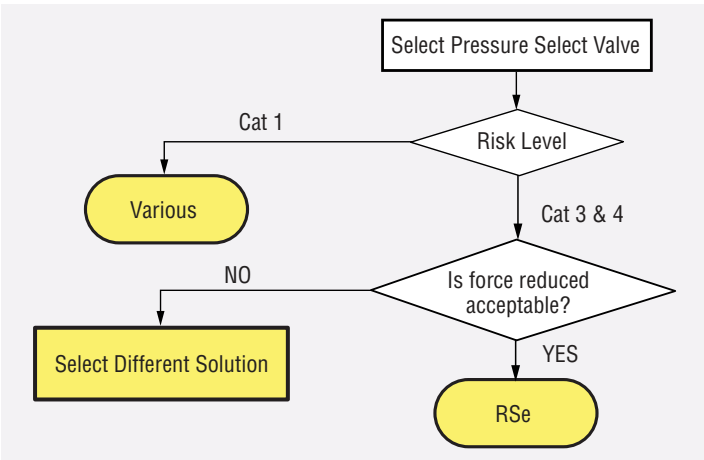 Select Pressure Select Valve
Cat 1
Risk Level
Various
Cat 3 & 4
NO
Is force reduced
acceptable?
Select Different Solution
YES
RSe